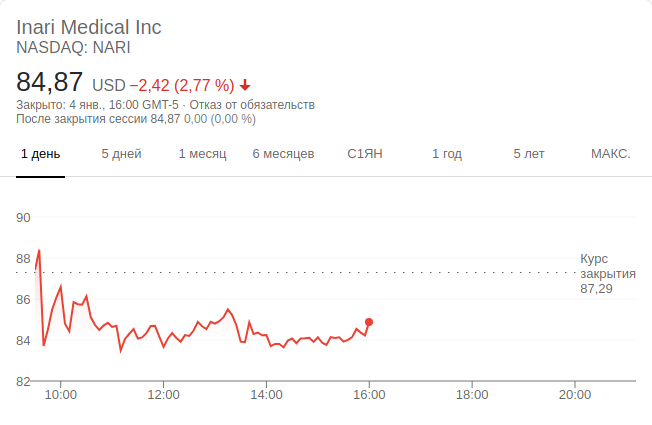 Inari Medical Inc
NASDAQ: NARI
84,87 USD −2,42 (2,77 %)
Закрыто: 4 янв., 16:00 GMT-5 · Отказ от обязательств
После закрытия сессии 84,87 0,00 (0,00 %)
1 день 5 дней 1 месяц 6 месяцев С1ЯН 1 год 5 лет МАКС.
90
88
86
84
82
Курс
закрытия
87,29
10:00 12:00 14:00 16:00 18:00 20:00